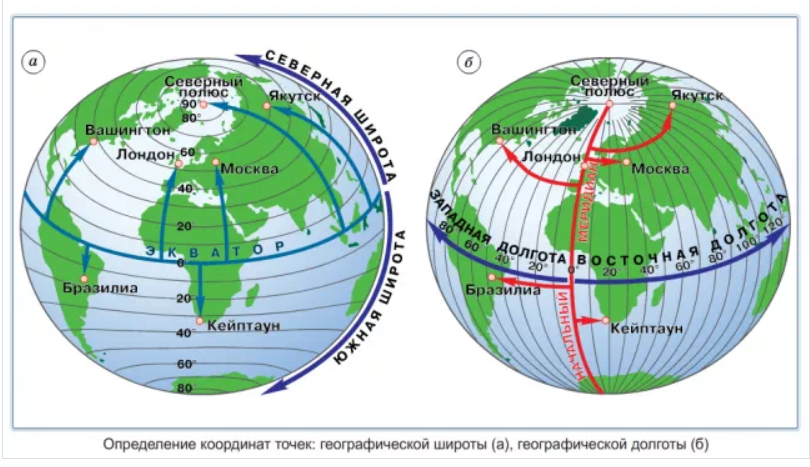 а
СЕВЕРНАЯ ШИРОТА
Северный
полюс
90°
80°
Якутск
Вашингтон
Лондон
60
Москва
40
20
ЭКВАТОР
0
Бразилиа
20
Кейптаун
40°
60°
80
ЮЖНАЯ ШИРОТА
б
Северный
полюс
Якутск
Вашингтон
Лондон
Москва
НАЧАЛЬНЫЙ МЕРИДИАН
ЗАПАДНАЯ ДОЛГОТА
ВОСТОЧНАЯ ДОЛГОТА
80° 60 40° 20° 0° 20° 40° 60° 80° 100 120°
Бразилиа
Кейптаун
Определение координат точек: географической широты (а), географической долготы (б)